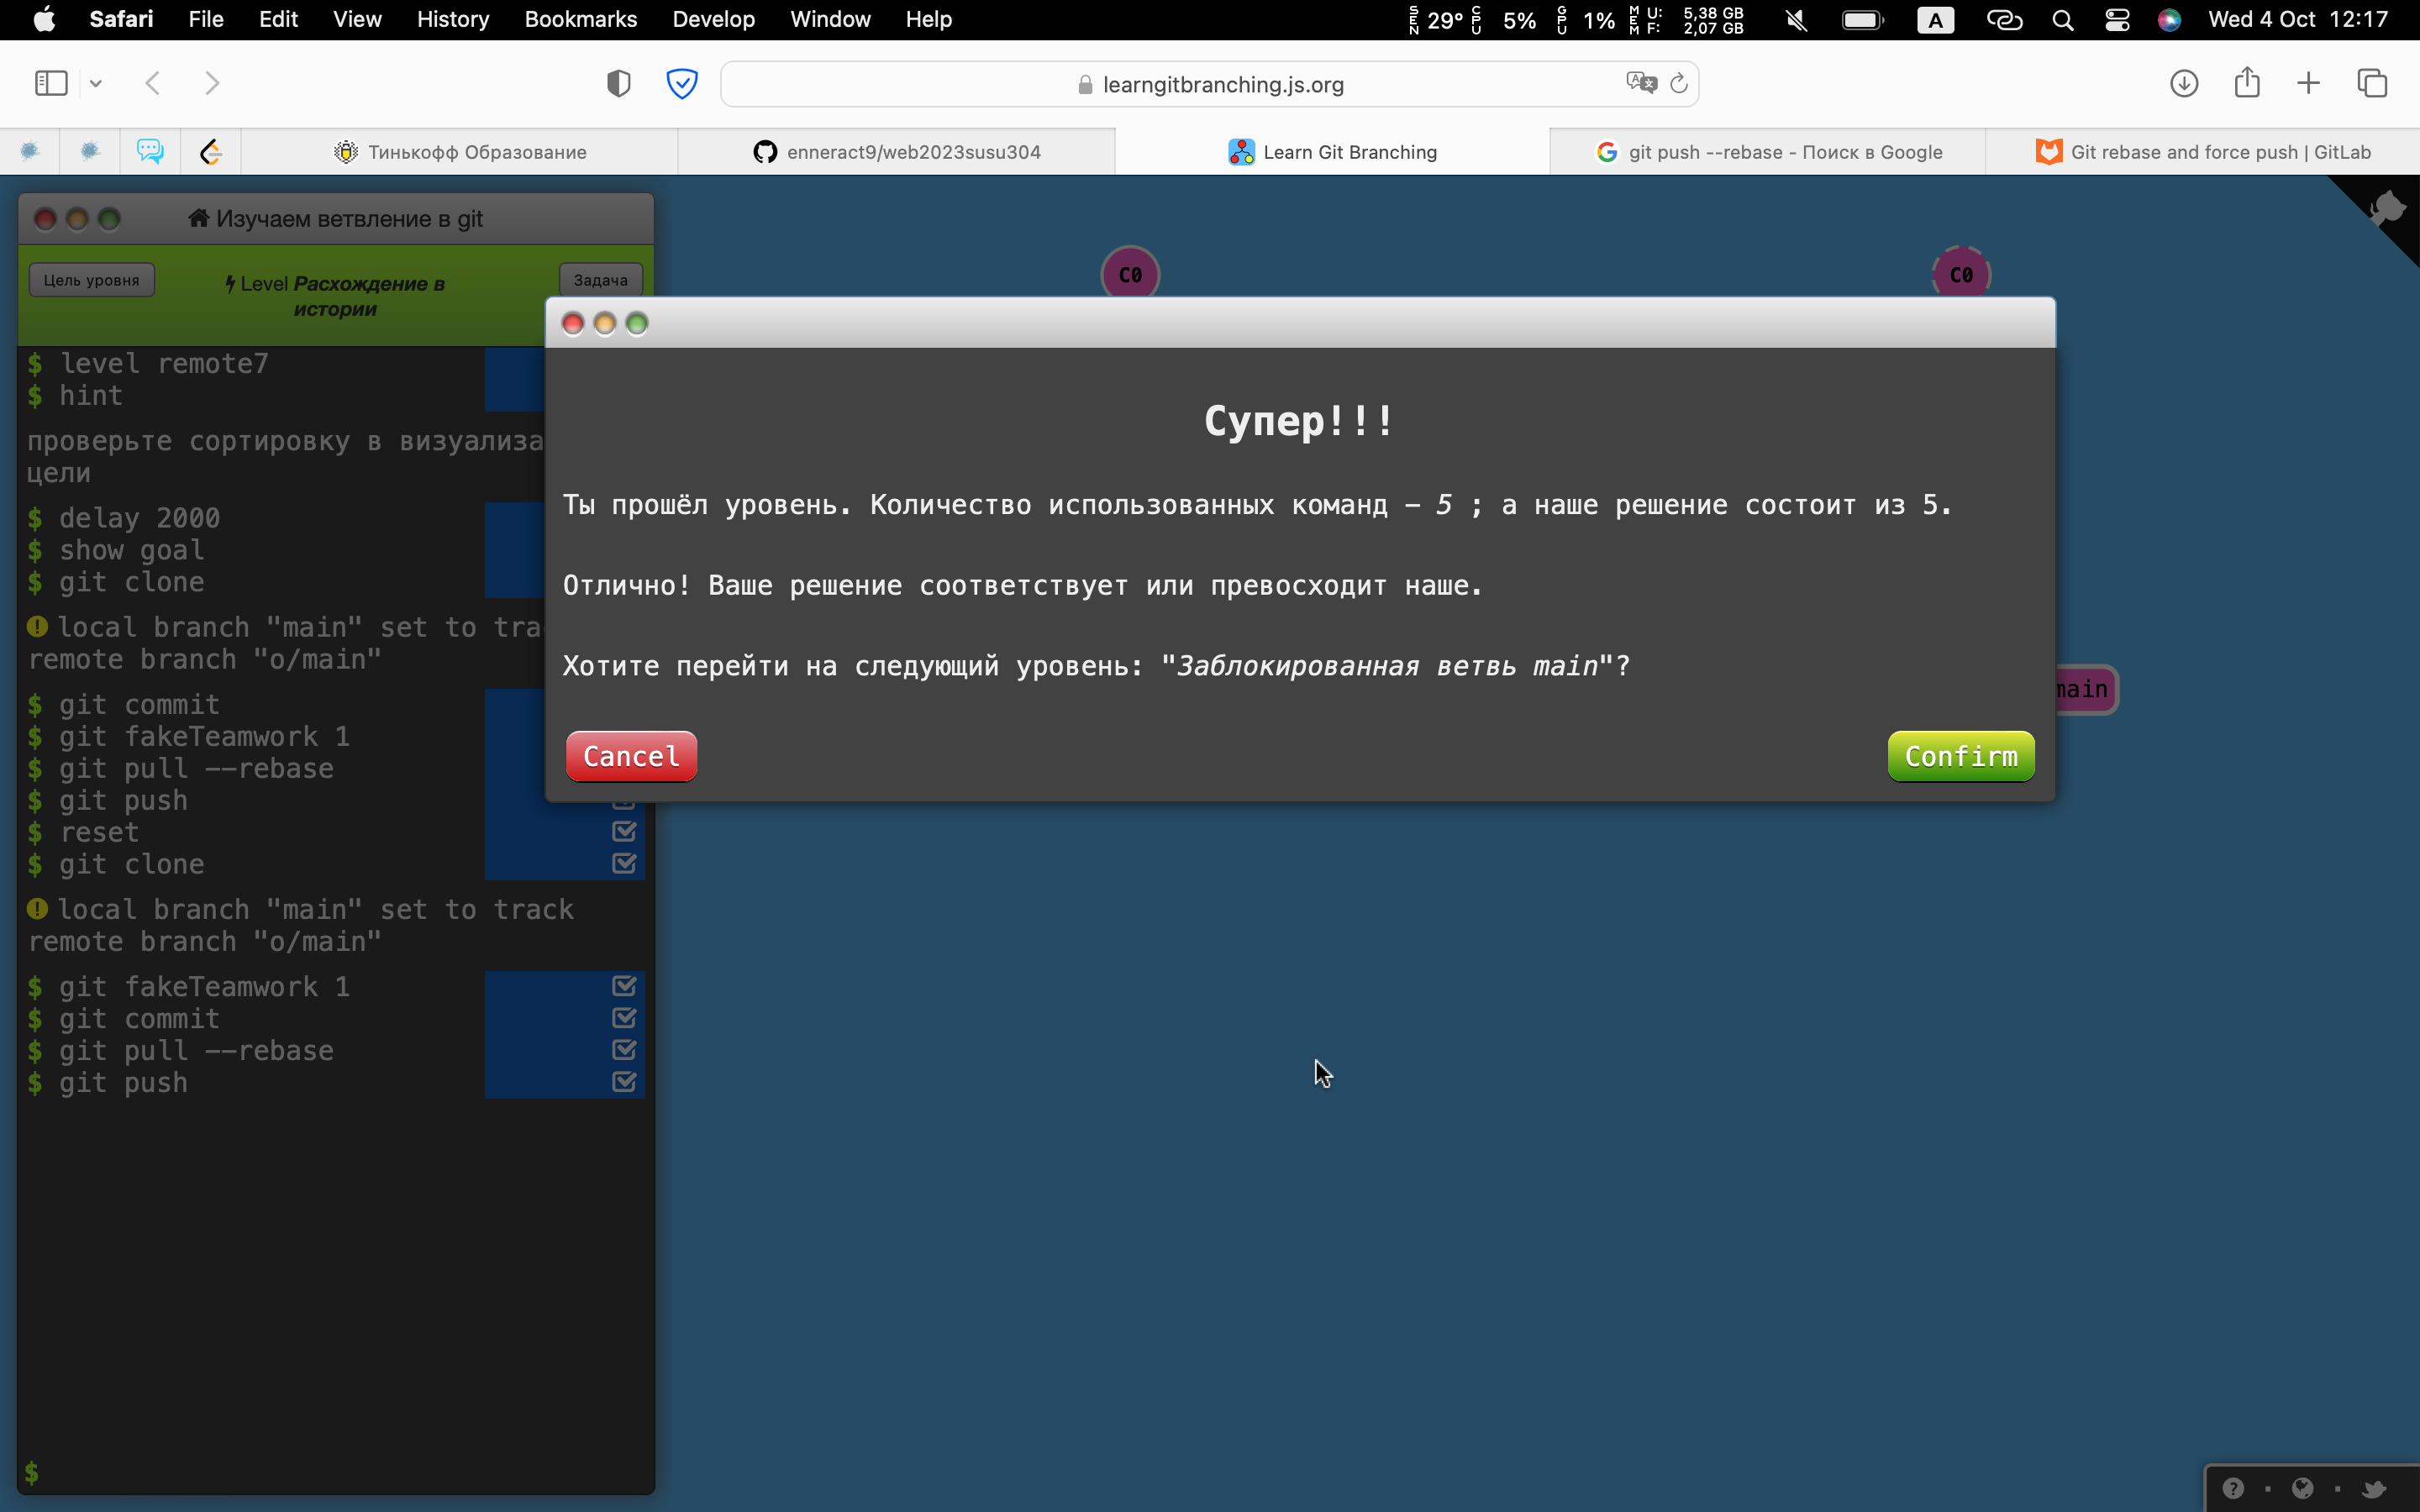 Safari File Edit View History Bookmarks Develop Window Help SEN 29° CPU 5% GPU 1% MEM U: 5,38 GB F: 2,07 GB A Wed 4 Oct 12:17
learngitbranching.js.org
Тинькофф Образование enneract9/web2023susu304 Learn Git Branching git push --rebase - Поиск в Google Git rebase and force push | GitLab
Изучаем ветвление в git
Цель уровня Level Расхождение в Задача
истории
C0 C0
$ level remote7
$ hint
проверьте сортировку в визуализа
цели
$ delay 2000
$ show goal
$ git clone
local branch "main" set to tra
remote branch "o/main"
$ git commit
$ git fakeTeamwork 1
$ git pull --rebase
$ git push
$ reset
$ git clone
local branch "main" set to track
remote branch "o/main"
$ git fakeTeamwork 1
$ git commit
$ git pull --rebase
$ git push
$
Супер!!!
Ты прошёл уровень. Количество использованных команд – 5 ; а наше решение состоит из 5.
Отлично! Ваше решение соответствует или превосходит наше.
Хотите перейти на следующий уровень: "Заблокированная ветвь main"?
Cancel Confirm
main